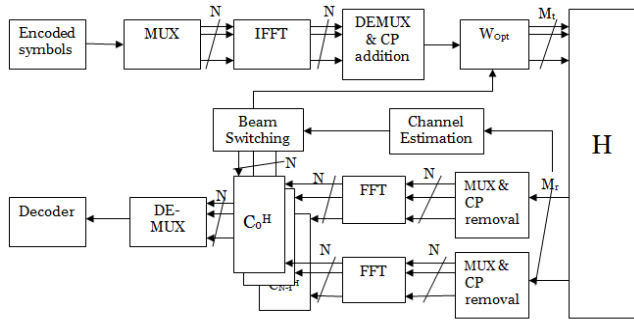 Encoded symbols
MUX
N
IFFT
N
DEMUX & CP addition
W_Opt
M_t
H
Beam Switching
Channel Estimation
N
Decoder
DE-MUX
N
C_0^H
N
FFT
N
MUX & CP removal
M_r
N
FFT
N
MUX & CP removal
C_N-1^H